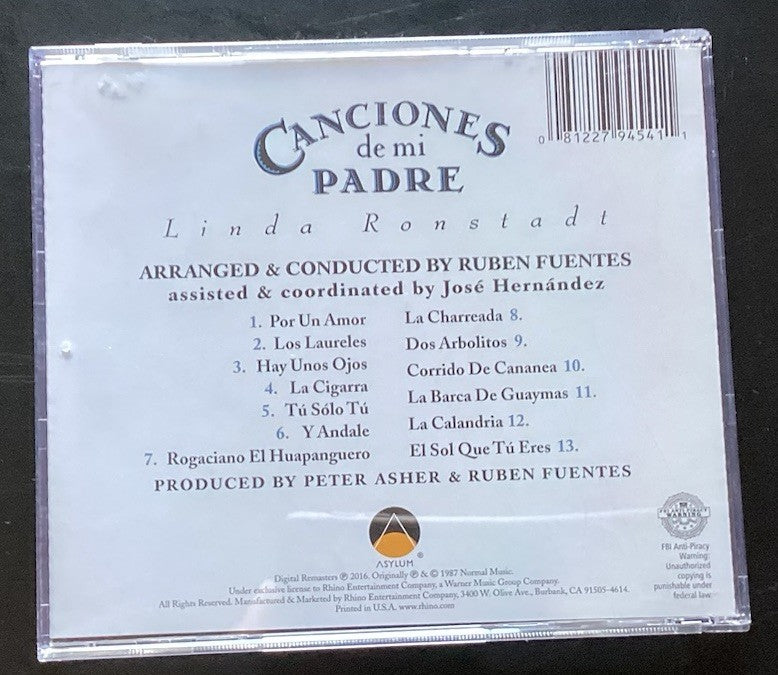 CANCIONES
de mi
PADRE
0 81227 94541 1
Linda Ronstadt
ARRANGED & CONDUCTED BY RUBEN FUENTES
assisted & coordinated by José Hernández
1. Por Un Amor
2. Los Laureles
3. Hay Unos Ojos
4. La Cigarra
5. Tú Sólo Tú
6. Y Andale
7. Rogaciano El Huapanguero
La Charreada 8.
Dos Arbolitos 9.
Corrido De Cananea 10.
La Barca De Guaymas 11.
La Calandria 12.
El Sol Que Tú Eres 13.
PRODUCED BY PETER ASHER & RUBEN FUENTES
ASYLUM ®
Digital Remasters ℗ 2016. Originally ℗ & © 1987 Normal Music.
Under exclusive license to Rhino Entertainment Company, a Warner Music Group Company.
All Rights Reserved. Manufactured & Marketed by Rhino Entertainment Company, 3400 W. Olive Ave., Burbank, CA 91505-4614.
Printed in U.S.A. www.rhino.com
FBI ANTI-PIRACY
WARNING
FBI Anti-Piracy
Warning:
Unauthorized
copying is
punishable under
federal law.